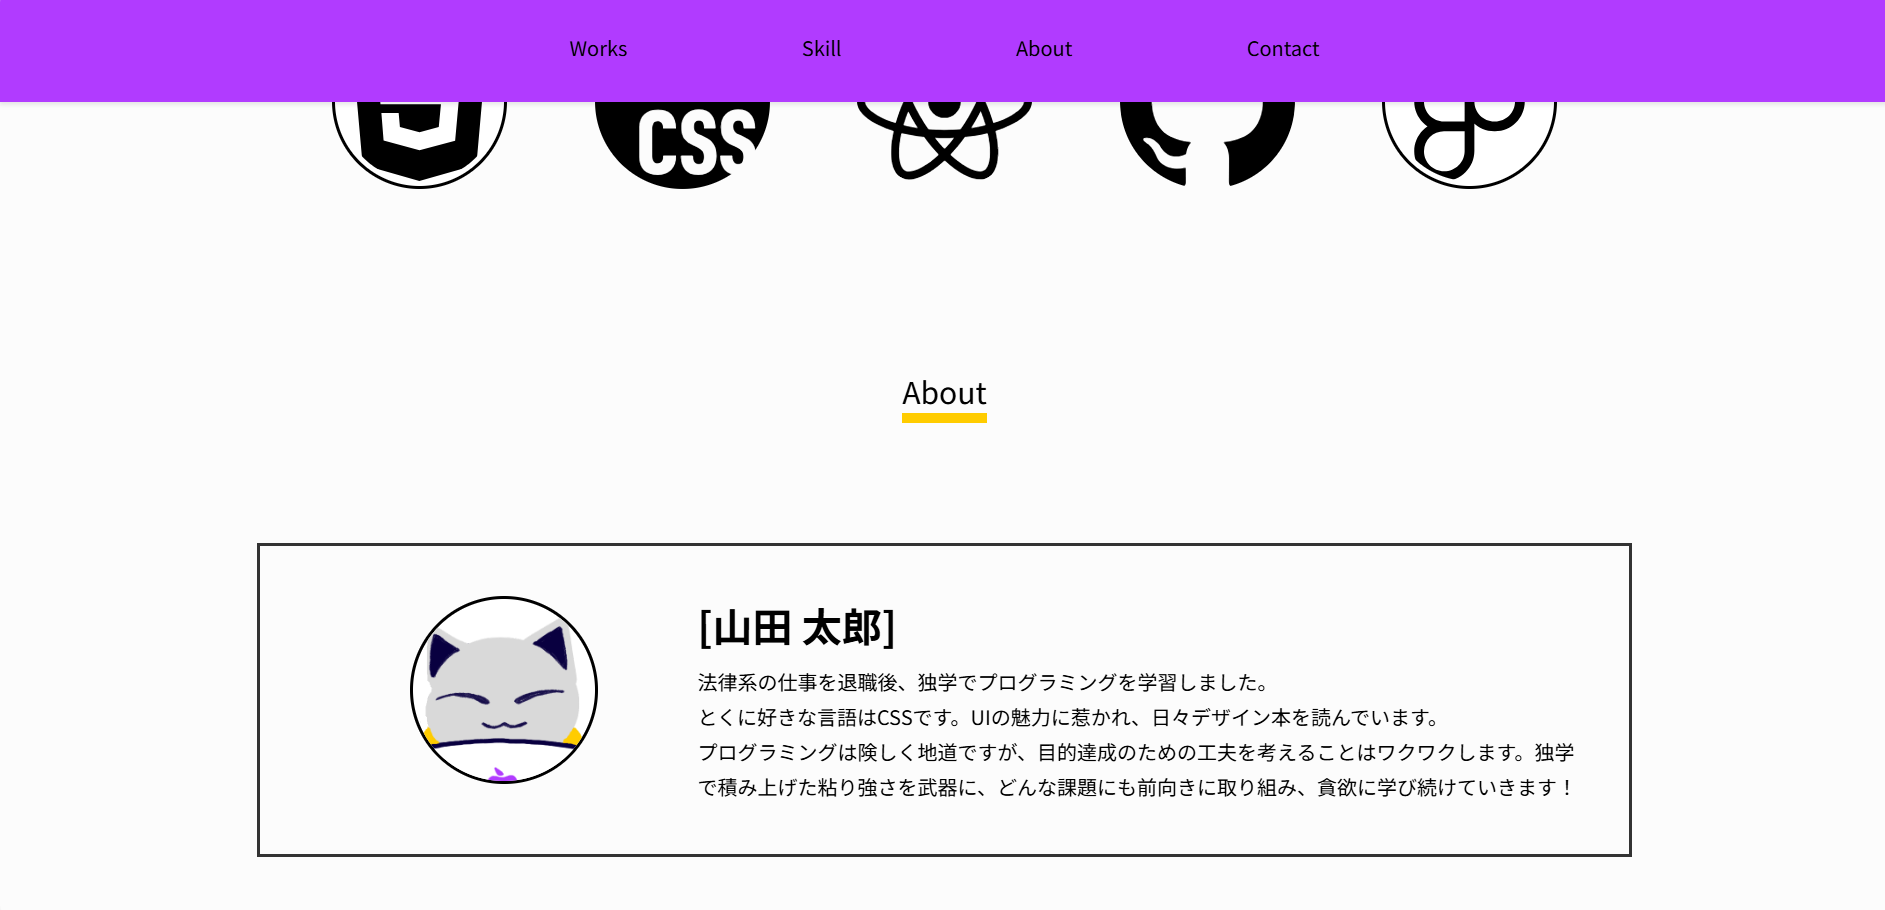 Works
Skill
About
Contact
CSS
About
[山田 太郎]
法律系の仕事を退職後、独学でプログラミングを学習しました。
とくに好きな言語はCSSです。UIの魅力に惹かれ、日々デザイン本を読んでいます。
プログラミングは険しく地道ですが、目的達成のための工夫を考えることはワクワクします。独学
で積み上げた粘り強さを武器に、どんな課題にも前向きに取り組み、貪欲に学び続けていきます！